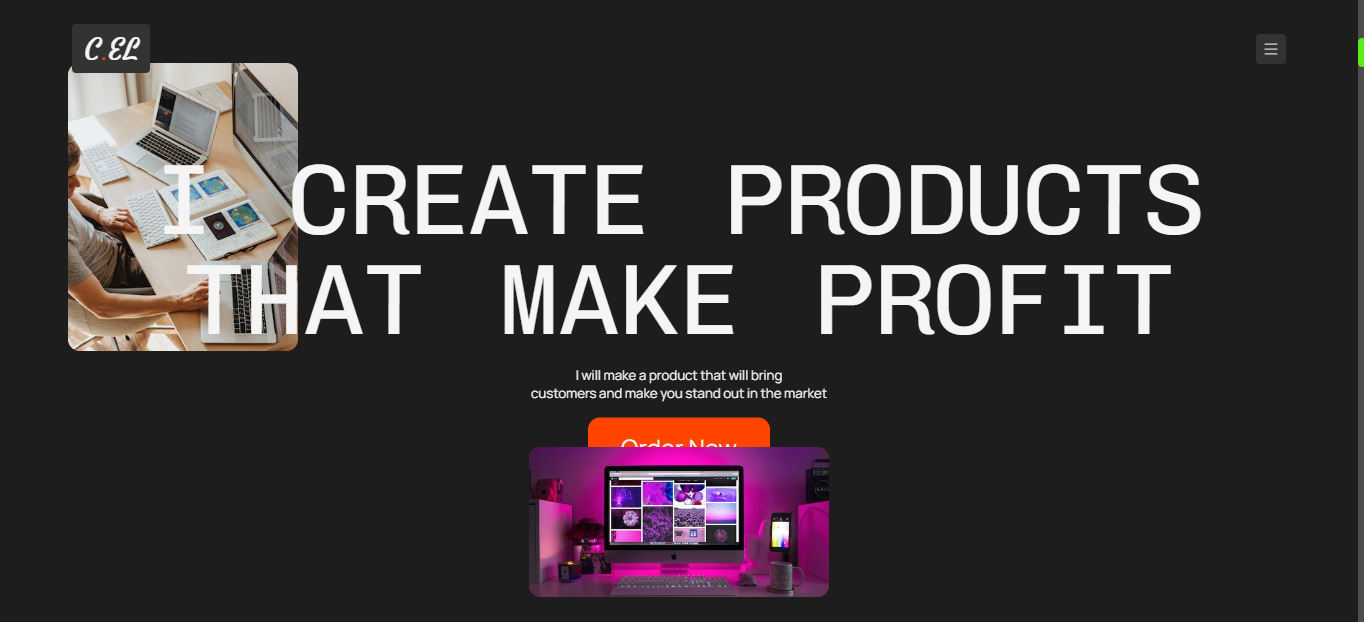 C.EL
I CREATE PRODUCTS
THAT MAKE PROFIT
I will make a product that will bring
customers and make you stand out in the market
Order Now